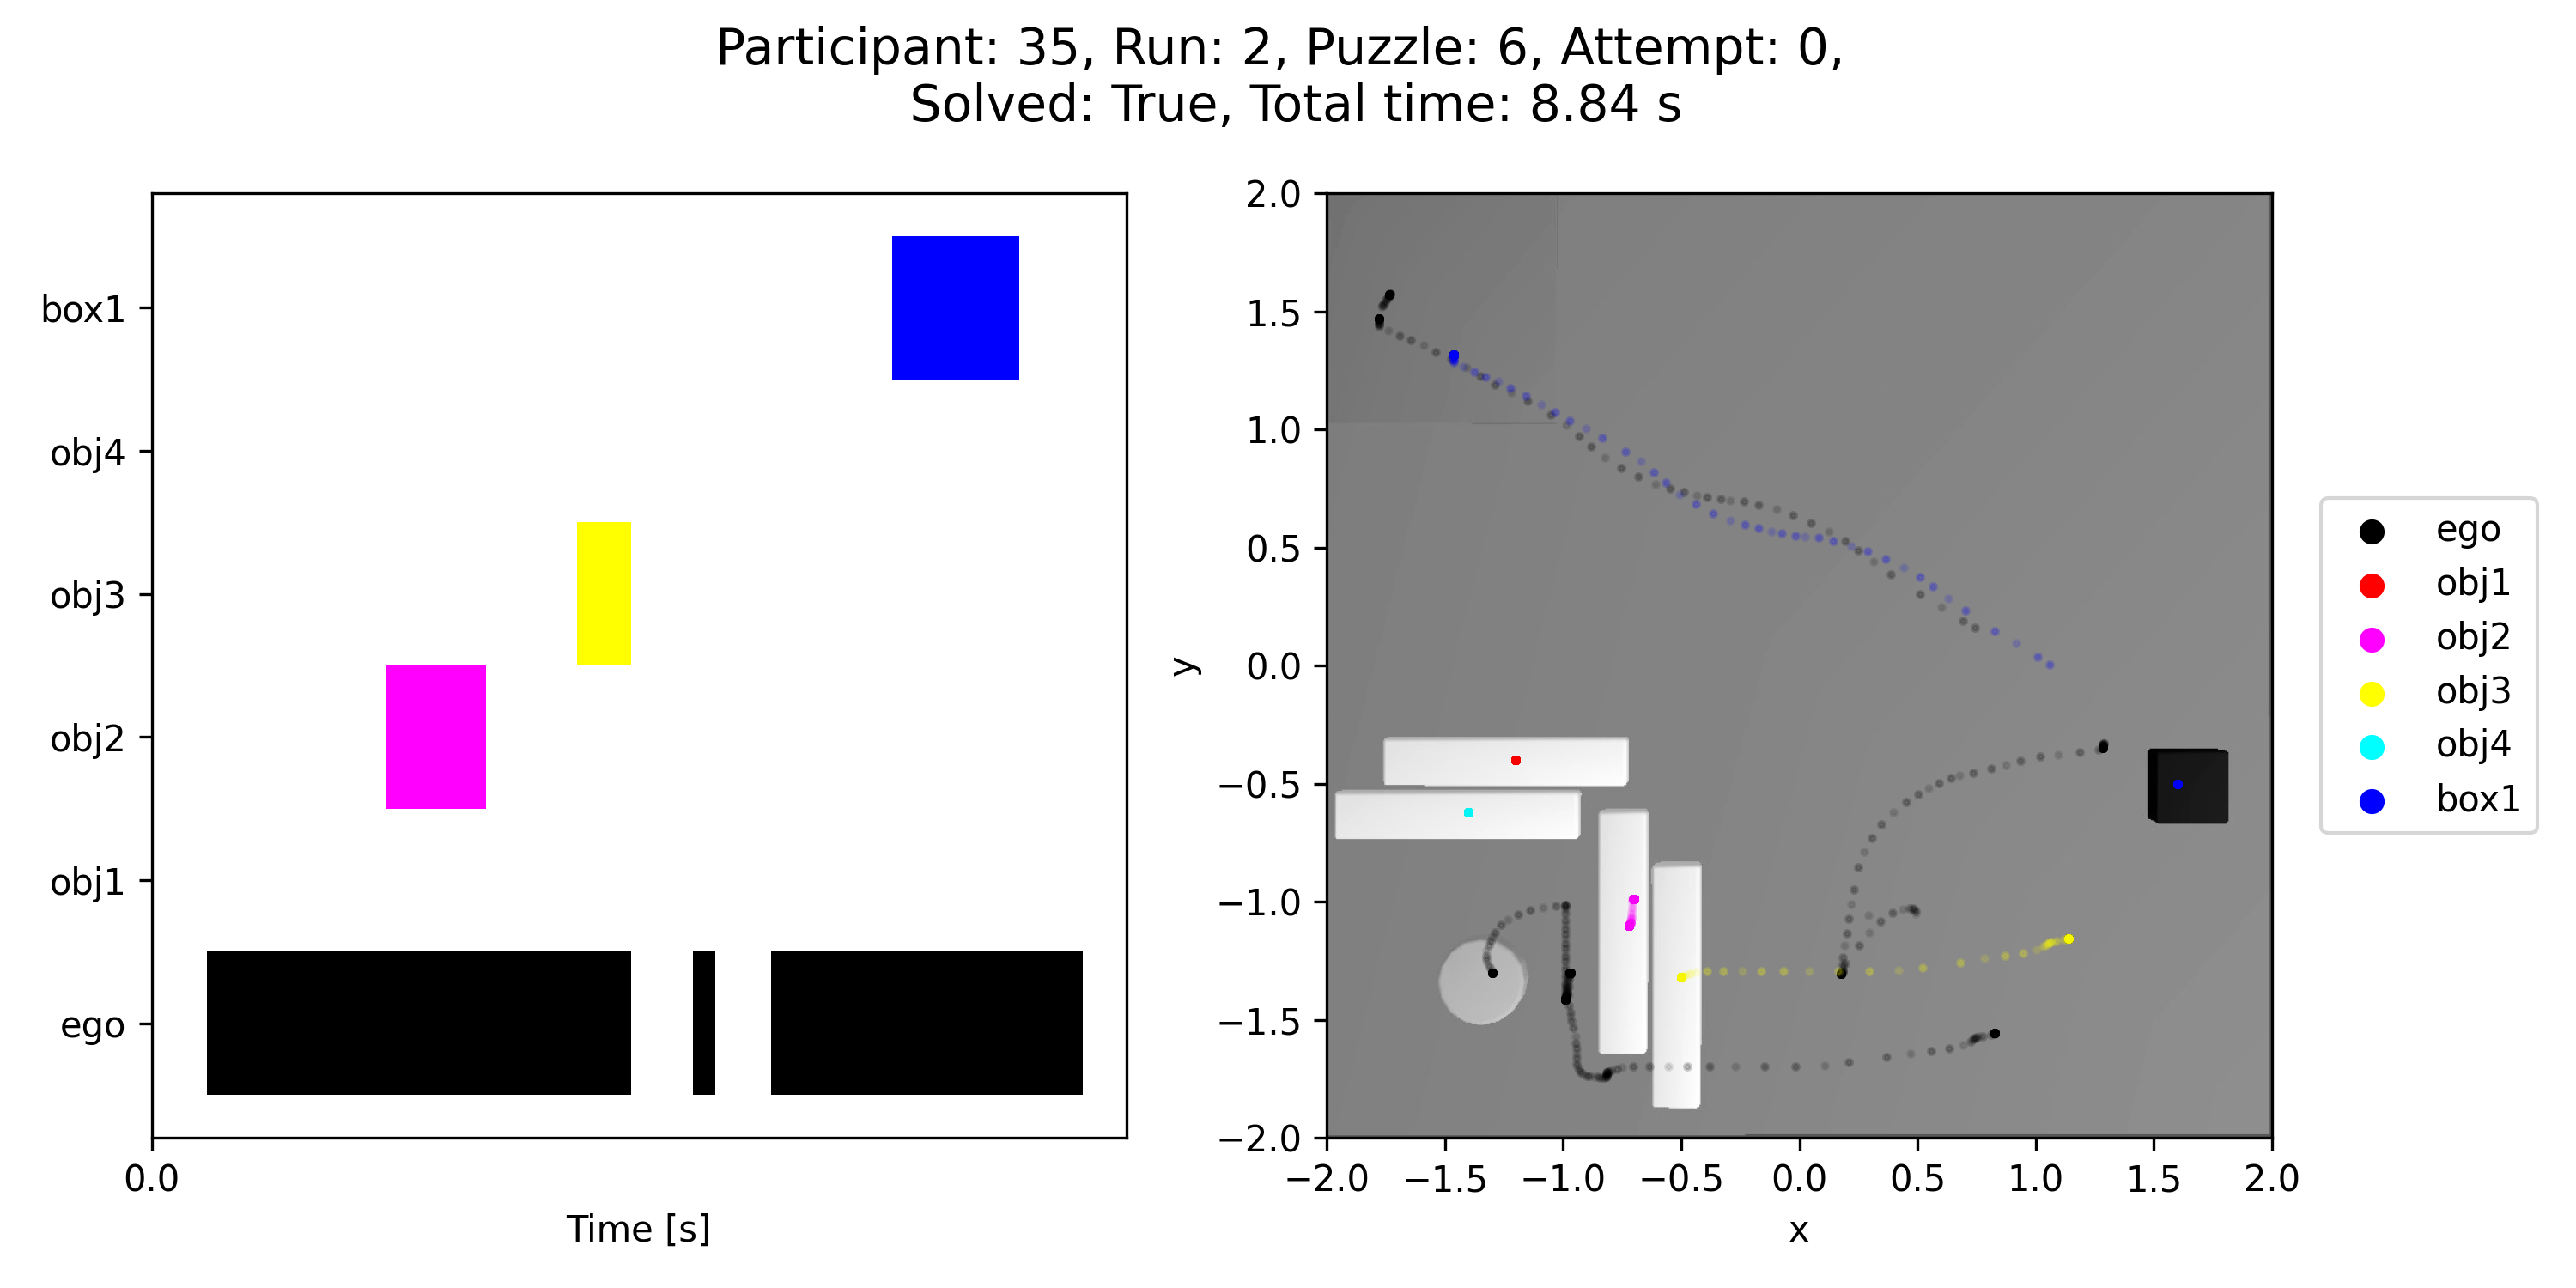 Participant: 35, Run: 2, Puzzle: 6, Attempt: 0,
Solved: True, Total time: 8.84 s
box1
obj4
obj3
obj2
obj1
ego
0.0
Time [s]
2.0
1.5
1.0
0.5
0.0
−0.5
−1.0
−1.5
−2.0
y
−2.0 −1.5 −1.0 −0.5 0.0 0.5 1.0 1.5 2.0
x
ego
obj1
obj2
obj3
obj4
box1